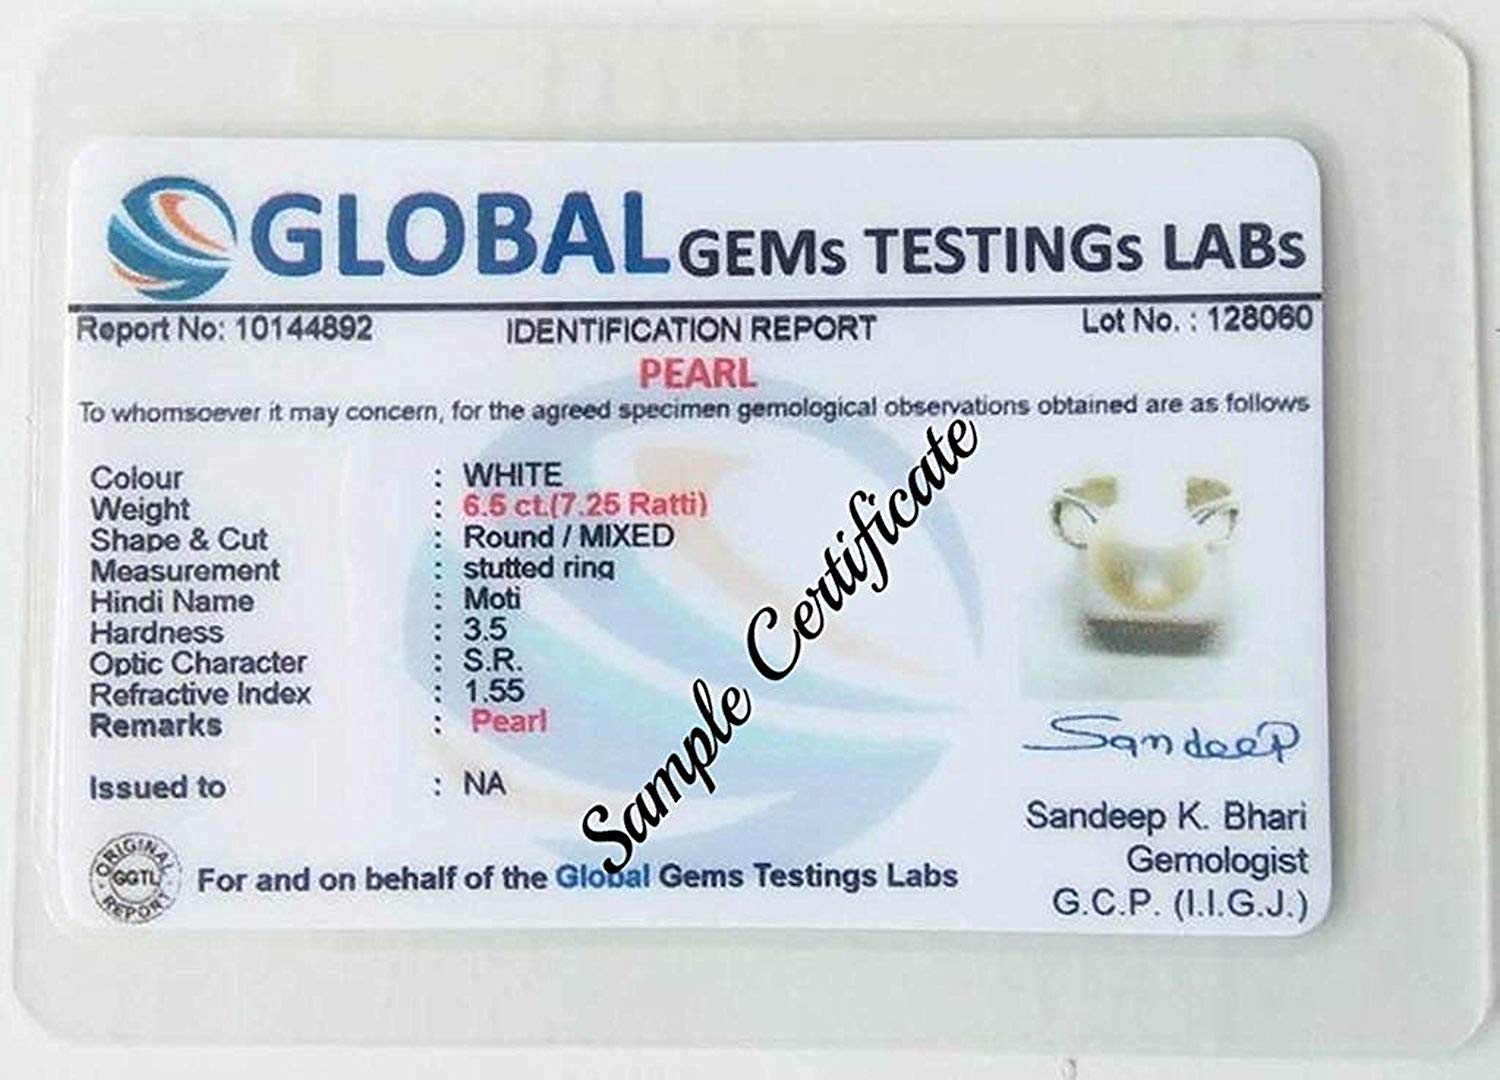 GLOBAL GEMs TESTINGs LABs
Report No: 10144892 IDENTIFICATION REPORT Lot No. : 128060
PEARL
To whomsoever it may concern, for the agreed specimen gemological observations obtained are as follows
Colour : WHITE
Weight : 6.5 ct.(7.25 Ratti)
Shape & Cut : Round / MIXED
Measurement : stutted ring
Hindi Name : Moti
Hardness : 3.5
Optic Character : S.R.
Refractive Index : 1.55
Remarks : Pearl
Issued to : NA
Sample Certificate
Sandeep
Sandeep K. Bhari
Gemologist
G.C.P. (I.I.G.J.)
ORIGINAL
GGTL
REPORT
For and on behalf of the Global Gems Testings Labs